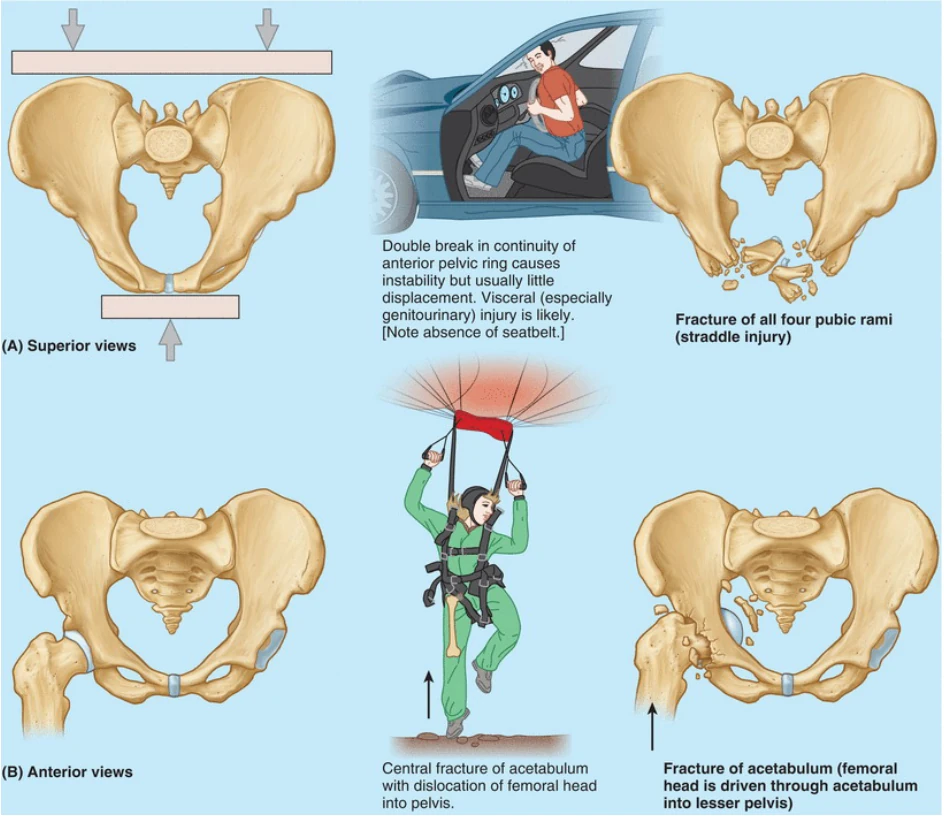 Double break in continuity of
anterior pelvic ring causes
instability but usually little
displacement. Visceral (especially
genitourinary) injury is likely.
[Note absence of seatbelt.]
Fracture of all four pubic rami
(straddle injury)
(A) Superior views
Central fracture of acetabulum
with dislocation of femoral head
into pelvis.
Fracture of acetabulum (femoral
head is driven through acetabulum
into lesser pelvis)
(B) Anterior views